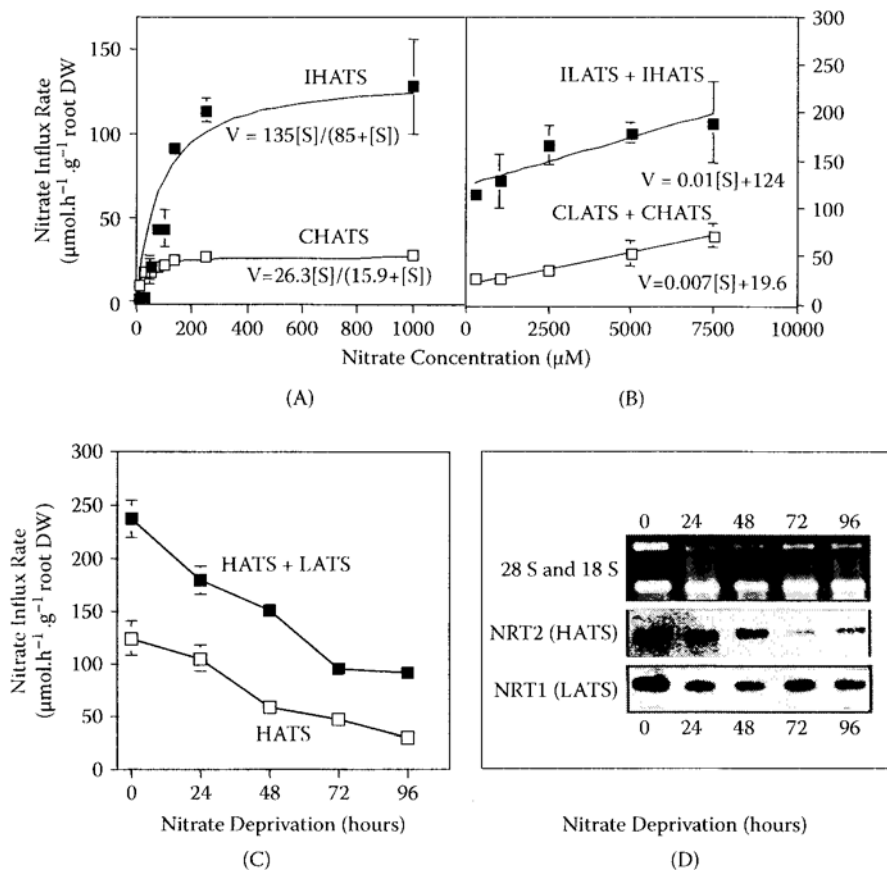 Nitrate Influx Rate
(μmol.h⁻¹ .g⁻¹ root DW
150
100
50
0
IHATS
V = 135[S]/(85+[S])
CHATS
V=26.3[S]/(15.9+[S])
0 200 400 600 800 1000
ILATS + IHATS
V = 0.01[S]+124
CLATS + CHATS
V=0.007[S]+19.6
300
250
200
150
100
50
0
2500 5000 7500 10000
Nitrate Concentration (μM)
(A)
(B)
Nitrate Influx Rate
(μmol.h⁻¹ .g⁻¹ root DW)
300
250
200
150
100
50
0
HATS + LATS
HATS
0 24 48 72 96
Nitrate Deprivation (hours)
(C)
0 24 48 72 96
28 S and 18 S
NRT2 (HATS)
NRT1 (LATS)
0 24 48 72 96
Nitrate Deprivation (hours)
(D)